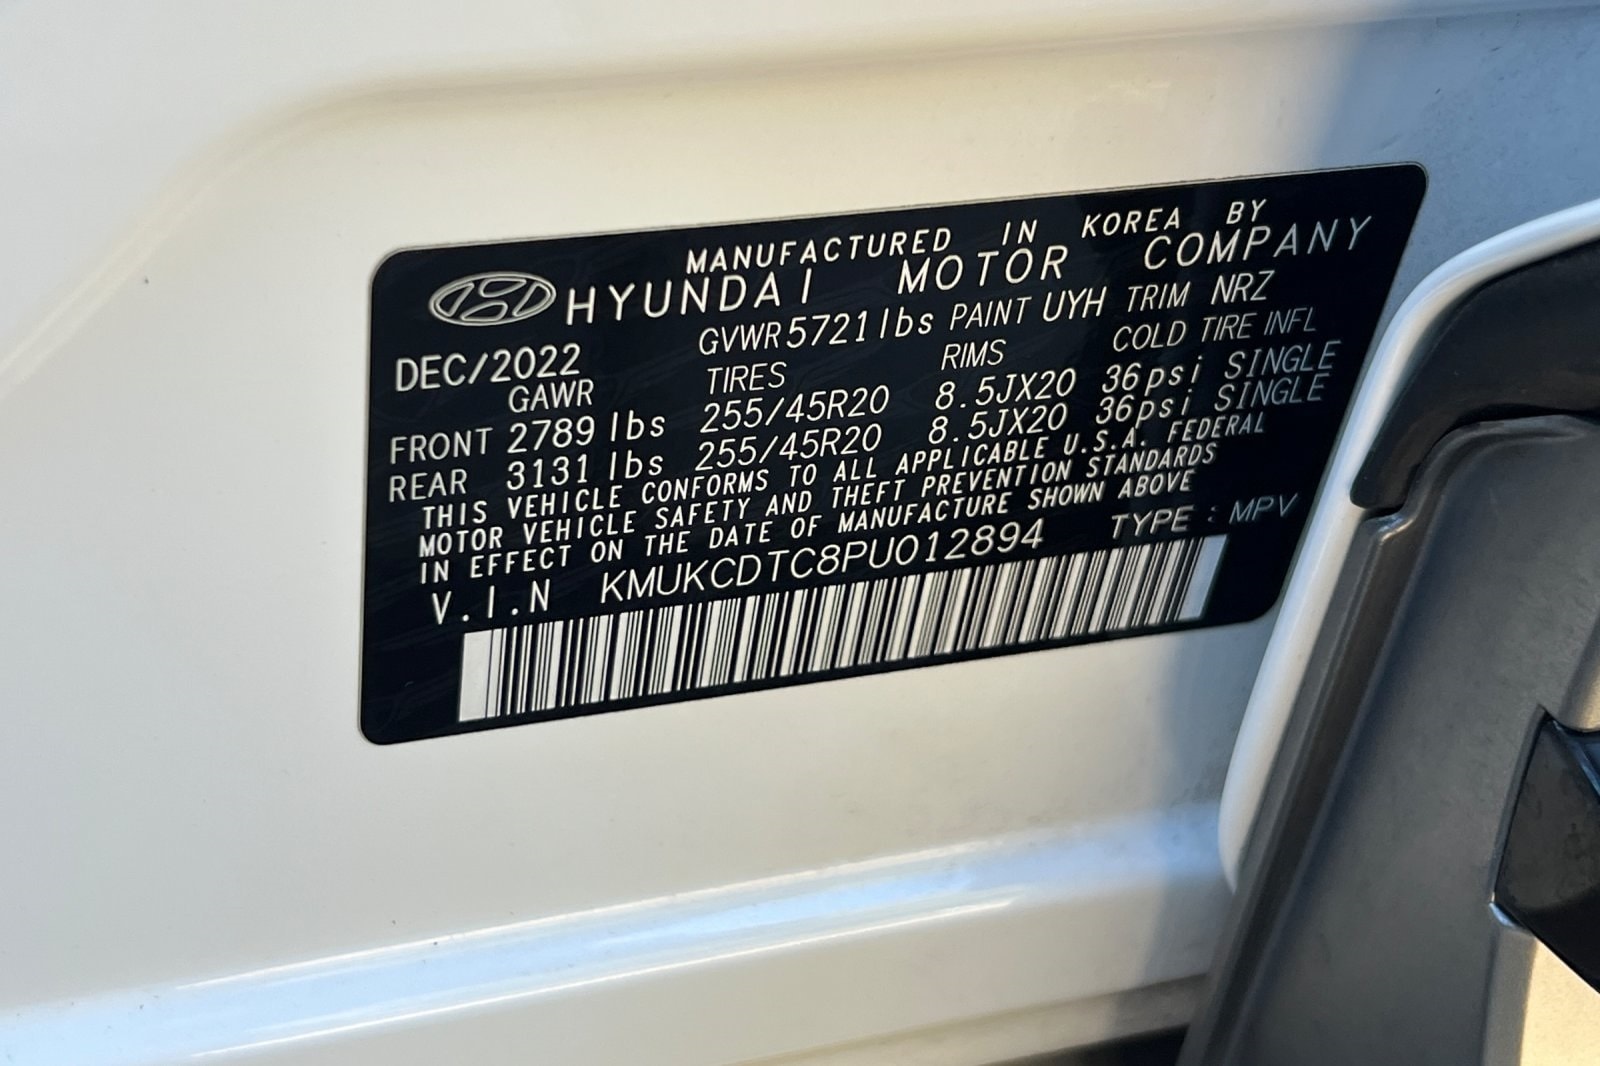 MANUFACTURED IN KOREA BY
HYUNDAI MOTOR COMPANY
DEC/2022 GVWR 5721 lbs PAINT UYH TRIM NRZ
GAWR TIRES RIMS COLD TIRE INFL
FRONT 2789 lbs 255/45R20 8.5JX20 36psi SINGLE
REAR 3131 lbs 255/45R20 8.5JX20 36psi SINGLE
THIS VEHICLE CONFORMS TO ALL APPLICABLE U.S.A. FEDERAL
MOTOR VEHICLE SAFETY AND THEFT PREVENTION STANDARDS
IN EFFECT ON THE DATE OF MANUFACTURE SHOWN ABOVE
V.I.N KMUKCDTC8PU012894 TYPE : MPV